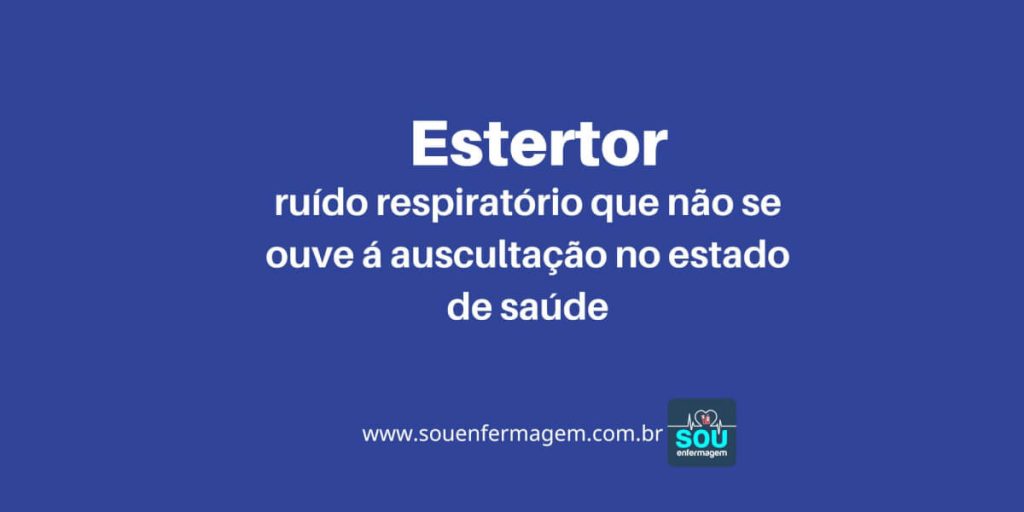 Estertor
ruído respiratório que não se
ouve á auscultação no estado
de saúde
www.souenfermagem.com.br
SOU
enfermagem